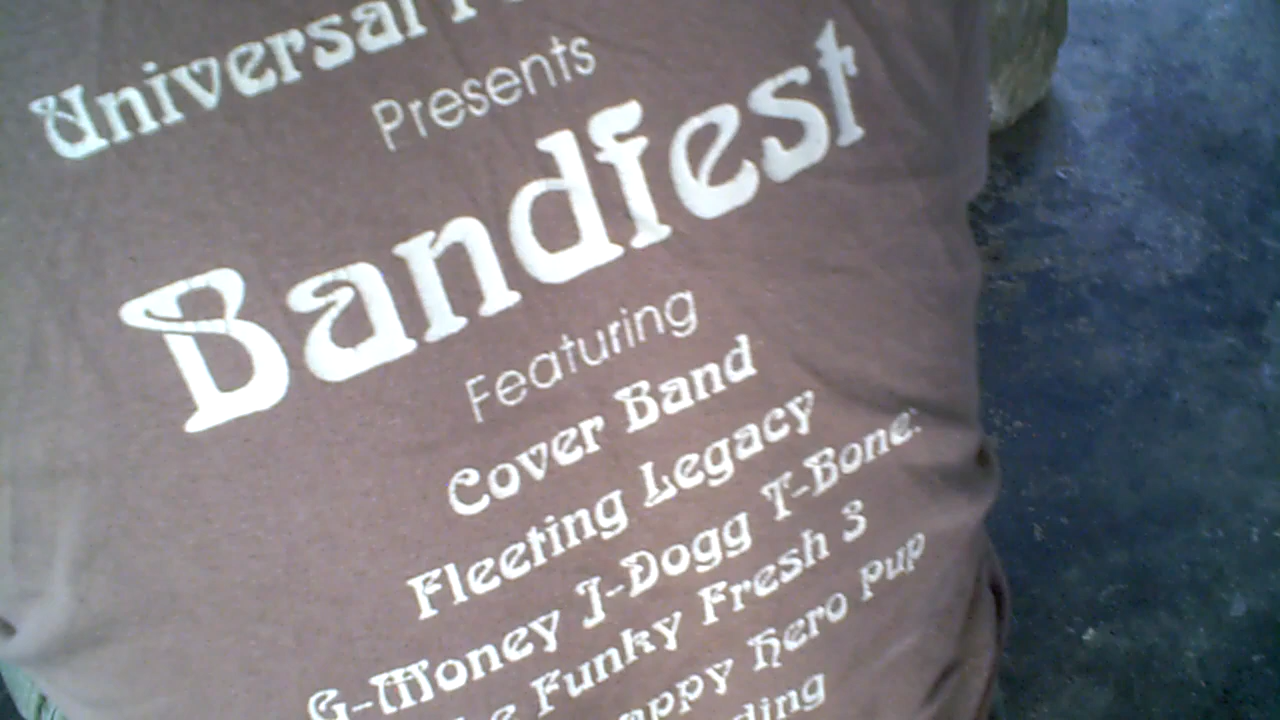 Universal
Presents
Bandfest
Featuring
Cover Band
Fleeting Legacy
G-Money J-Dogg T-Bone:
Funky Fresh 3
Hero Pup